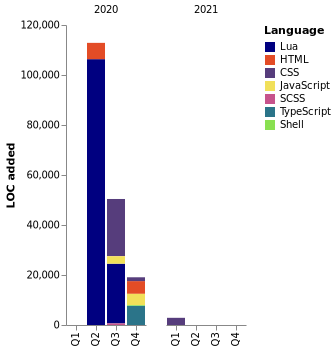 2020 2021
120,000
100,000
80,000
60,000
40,000
20,000
0
LOC added
Q1 Q2 Q3 Q4 Q1 Q2 Q3 Q4
Language
Lua
HTML
CSS
JavaScript
SCSS
TypeScript
Shell